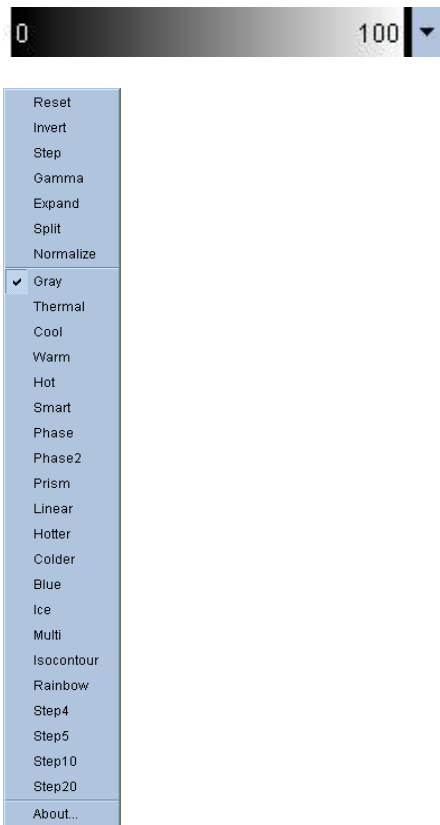 0 100
Reset
Invert
Step
Gamma
Expand
Split
Normalize
Gray
Thermal
Cool
Warm
Hot
Smart
Phase
Phase2
Prism
Linear
Hotter
Colder
Blue
Ice
Multi
Isocontour
Rainbow
Step4
Step5
Step10
Step20
About...